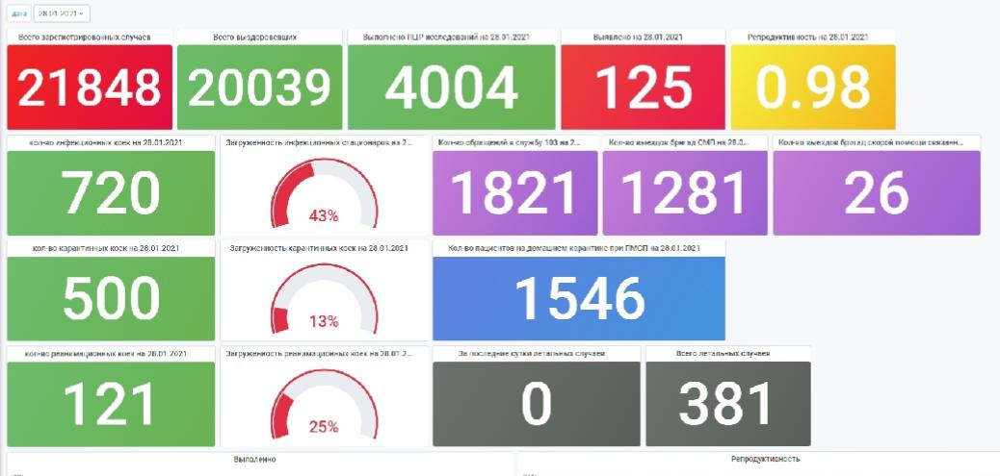 дата 28.01.2021
Всего зарегистрированных случаев
21848
Всего выздоровевших
20039
Выполнено ПЦР исследований на 28.01.2021
4004
Выявлено на 28.01.2021
125
Репродуктивность на 28.01.2021
0.98
кол-во инфекционных коек на 28.01.2021
720
Загруженность инфекционных стационаров на 2...
43%
Кол-во обращений в службу 103 на 2...
1821
Кол-во выездов бригад СМП на 28.0...
1281
Кол-во выездов бригад скорой помощи связанн...
26
кол-во карантинных коек на 28.01.2021
500
Загруженность карантинных коек на 28.01.2021
13%
Кол-во пациентов на домашнем карантине при ПМСП на 28.01.2021
1546
кол-во реанимационных коек на 28.01.2021
121
Загруженность реанимационных коек на 28.01.2...
25%
За последние сутки летальных случаев
0
Всего летальных случаев
381
Выполенно
Репродуктивность